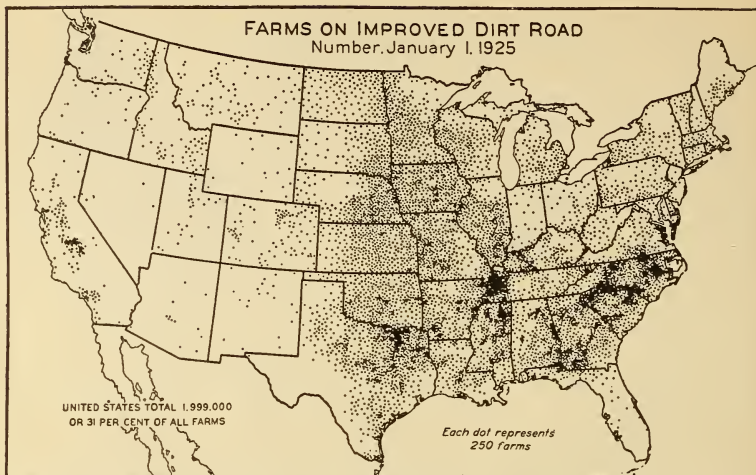 FARMS ON IMPROVED DIRT ROAD
Number, January 1, 1925
UNITED STATES TOTAL 1,999,000
OR 31 PER CENT OF ALL FARMS
Each dot represents
250 farms